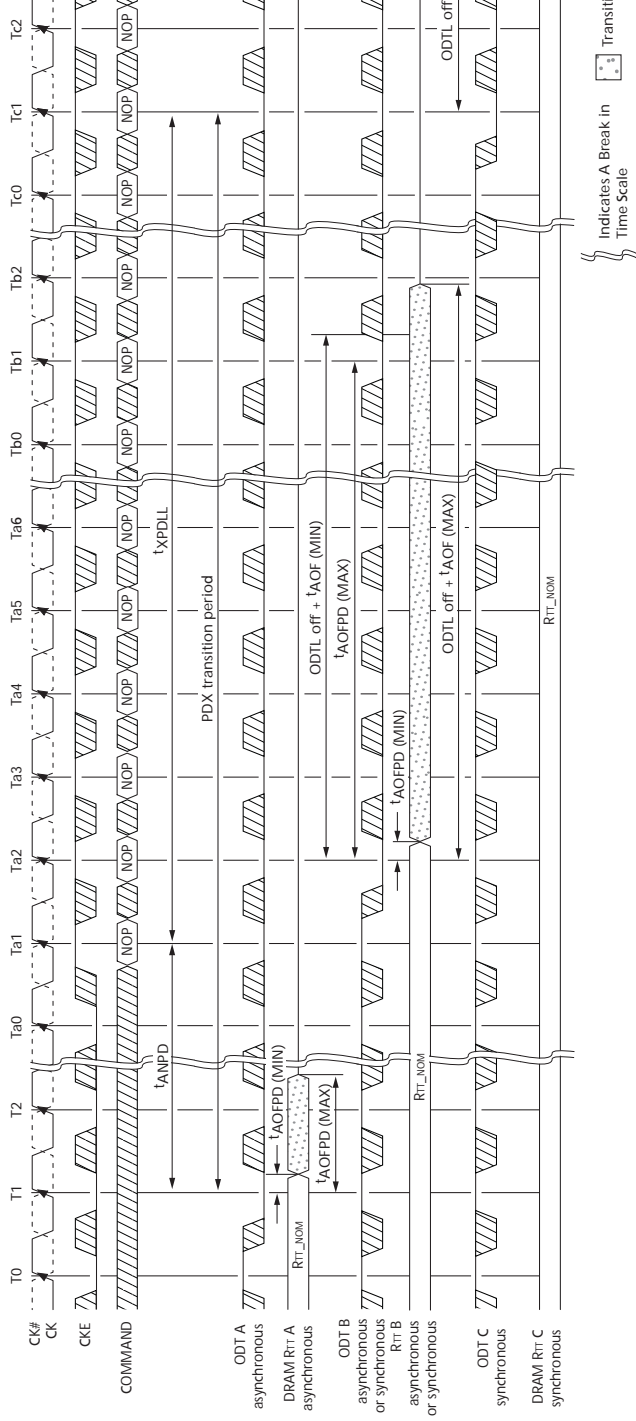 T0 T1 T2 Ta0 Ta1 Ta2 Ta3 Ta4 Ta5 Ta6 Tb0 Tb1 Tb2 Tc0 Tc1 Tc2
CK#
CK
CKE
COMMAND
NOP NOP NOP NOP NOP NOP NOP NOP NOP NOP NOP NOP
tANPD
tXPDLL
PDX transition period
ODT A
asynchronous
tAOFPD (MIN)
DRAM RTT A
asynchronous
RTT_NOM
tAOFPD (MAX)
ODTL off + tAOF (MIN)
tAOFPD (MAX)
ODT B
asynchronous
or synchronous
tAOFPD (MIN)
RTT B
asynchronous
or synchronous
RTT_NOM
ODTL off + tAOF (MAX)
ODTL off
ODT C
synchronous
DRAM RTT C
synchronous
RTT_NOM
Indicates A Break in
Time Scale
Transiti